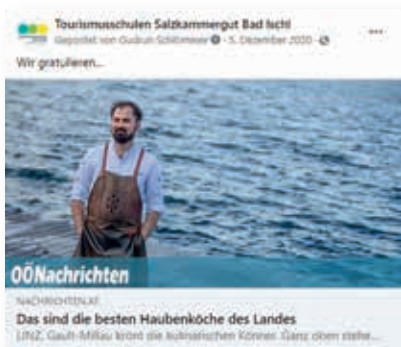 Tourismusschulen Salzkammergut Bad Ischl
Gepostet von Gudrun · 5. Dezember 2020 ·
Wir gratulieren...
OÖNachrichten
NACHRICHTEN.AT
Das sind die besten Haubenköche des Landes
LINZ. Gault-Millau krönt die kulinarischen Könner. Ganz oben stehe...